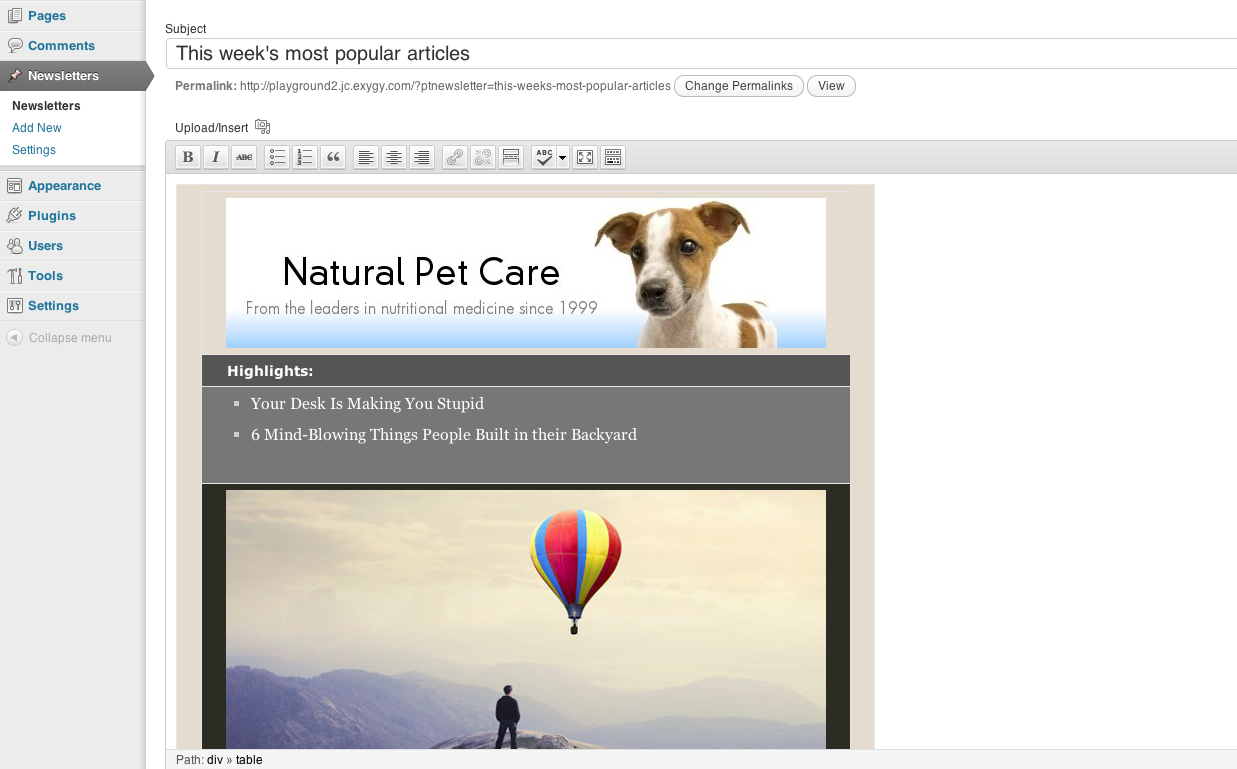 Pages
Comments
Newsletters
Newsletters
Add New
Settings
Appearance
Plugins
Users
Tools
Settings
Collapse menu
Subject
This week's most popular articles
Permalink: http://playground2.jc.exygy.com/?ptnewsletter=this-weeks-most-popular-articles Change Permalinks View
Upload/Insert
B I ABC ABC
Natural Pet Care
From the leaders in nutritional medicine since 1999
Highlights:
Your Desk Is Making You Stupid
6 Mind-Blowing Things People Built in their Backyard
Path: div » table